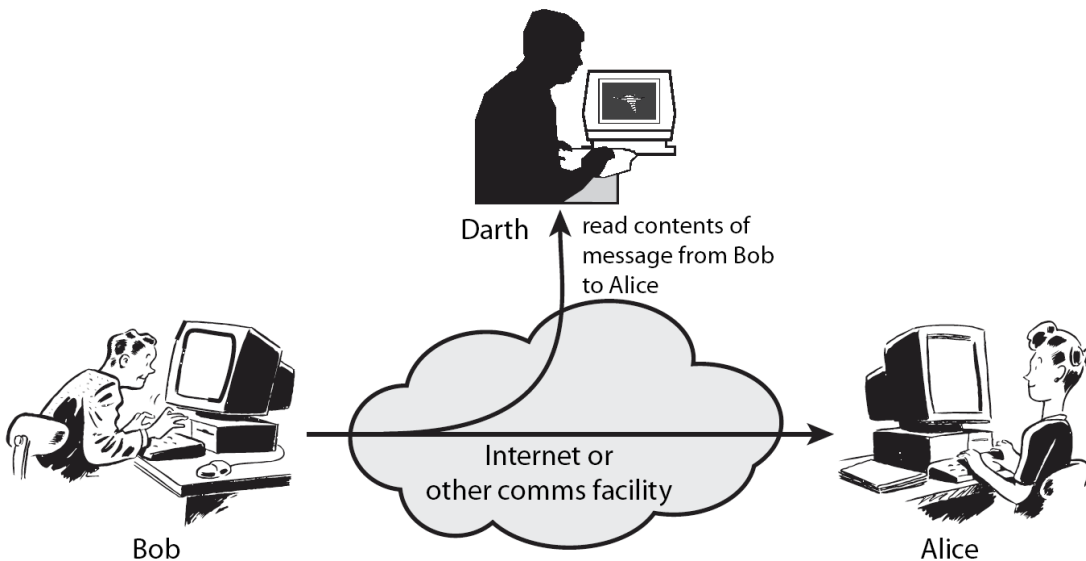 Darth
read contents of
message from Bob
to Alice
Internet or
other comms facility
Bob
Alice